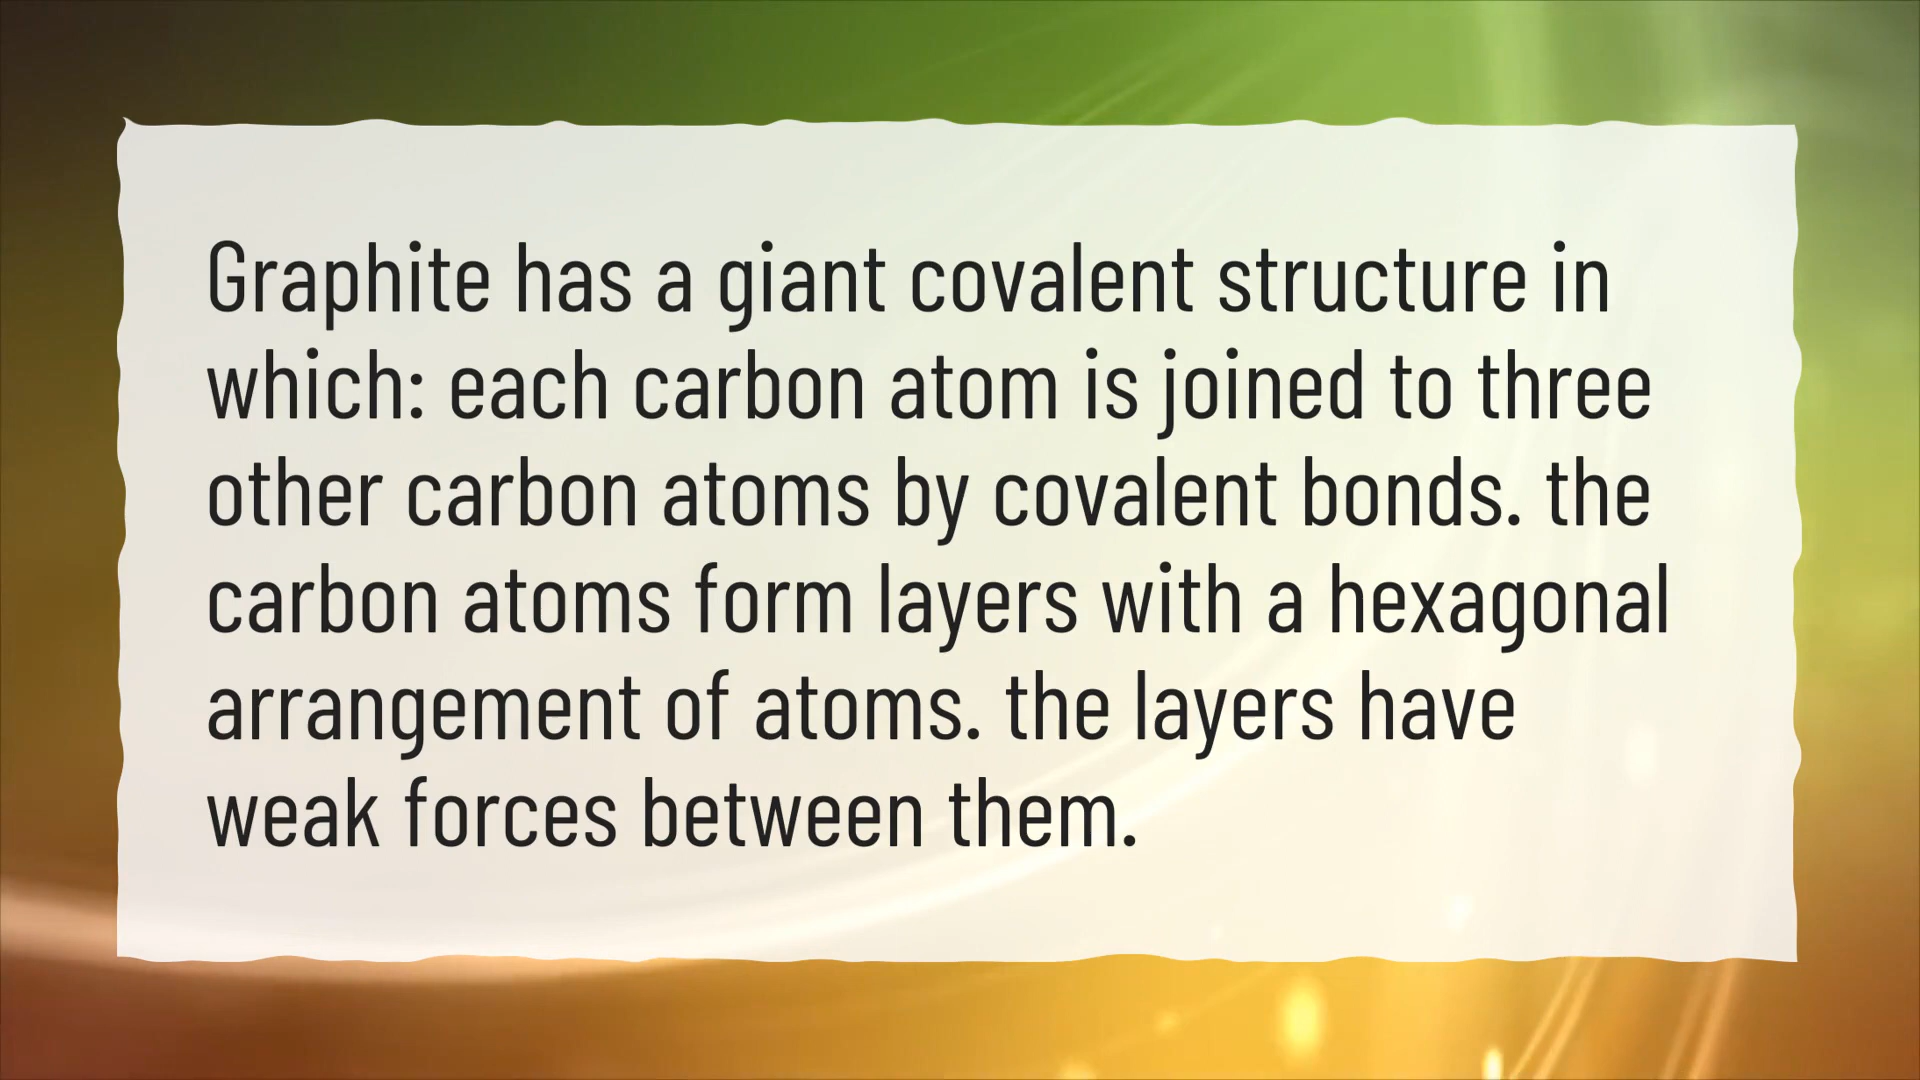 Graphite has a giant covalent structure in
which: each carbon atom is joined to three
other carbon atoms by covalent bonds. the
carbon atoms form layers with a hexagonal
arrangement of atoms. the layers have
weak forces between them.